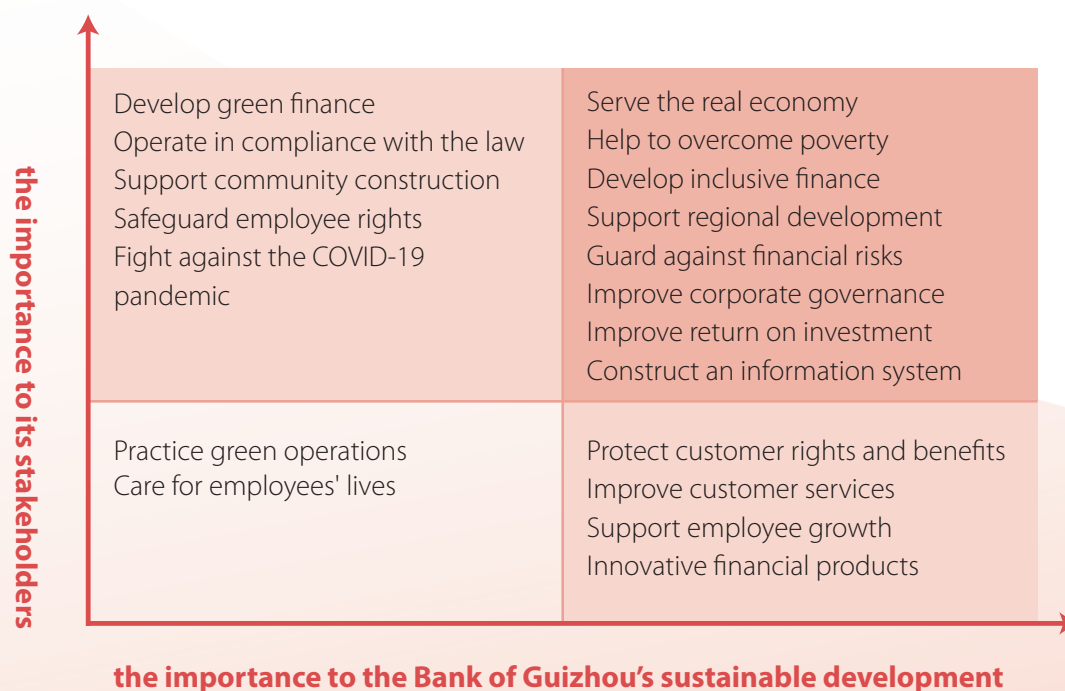 the importance to its stakeholders
Develop green finance
Operate in compliance with the law
Support community construction
Safeguard employee rights
Fight against the COVID-19
pandemic
Serve the real economy
Help to overcome poverty
Develop inclusive finance
Support regional development
Guard against financial risks
Improve corporate governance
Improve return on investment
Construct an information system
Practice green operations
Care for employees' lives
Protect customer rights and benefits
Improve customer services
Support employee growth
Innovative financial products
the importance to the Bank of Guizhou’s sustainable development